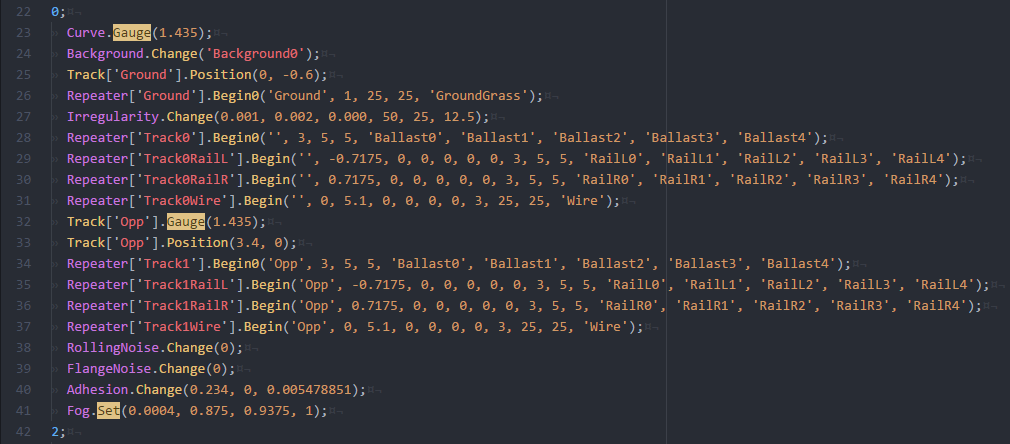 22 0;
23 Curve.Gauge(1.435);
24 Background.Change('Background0');
25 Track['Ground'].Position(0, -0.6);
26 Repeater['Ground'].Begin0('Ground', 1, 25, 25, 'GroundGrass');
27 Irregularity.Change(0.001, 0.002, 0.000, 50, 25, 12.5);
28 Repeater['Track0'].Begin0('', 3, 5, 5, 'Ballast0', 'Ballast1', 'Ballast2', 'Ballast3', 'Ballast4');
29 Repeater['Track0RailL'].Begin('', -0.7175, 0, 0, 0, 0, 0, 3, 5, 5, 'RailL0', 'RailL1', 'RailL2', 'RailL3', 'RailL4');
30 Repeater['Track0RailR'].Begin('', 0.7175, 0, 0, 0, 0, 0, 3, 5, 5, 'RailR0', 'RailR1', 'RailR2', 'RailR3', 'RailR4');
31 Repeater['Track0Wire'].Begin('', 0, 5.1, 0, 0, 0, 0, 3, 25, 25, 'Wire');
32 Track['Opp'].Gauge(1.435);
33 Track['Opp'].Position(3.4, 0);
34 Repeater['Track1'].Begin0('Opp', 3, 5, 5, 'Ballast0', 'Ballast1', 'Ballast2', 'Ballast3', 'Ballast4');
35 Repeater['Track1RailL'].Begin('Opp', -0.7175, 0, 0, 0, 0, 0, 3, 5, 5, 'RailL0', 'RailL1', 'RailL2', 'RailL3', 'RailL4');
36 Repeater['Track1RailR'].Begin('Opp', 0.7175, 0, 0, 0, 0, 0, 3, 5, 5, 'RailR0', 'RailR1', 'RailR2', 'RailR3', 'RailR4');
37 Repeater['Track1Wire'].Begin('Opp', 0, 5.1, 0, 0, 0, 0, 3, 25, 25, 'Wire');
38 RollingNoise.Change(0);
39 FlangeNoise.Change(0);
40 Adhesion.Change(0.234, 0, 0.005478851);
41 Fog.Set(0.0004, 0.875, 0.9375, 1);
42 2;